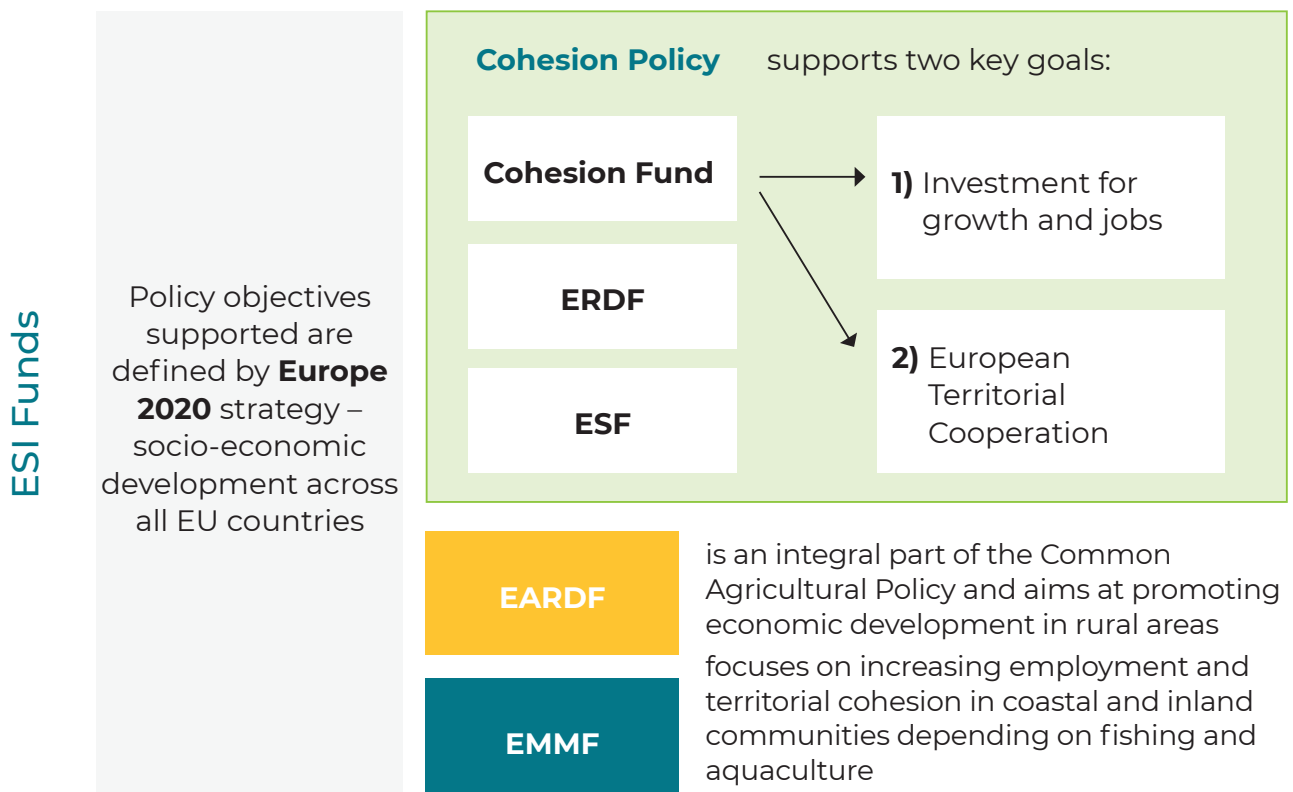 ESI Funds
Policy objectives
supported are
defined by Europe
2020 strategy –
socio-economic
development across
all EU countries
Cohesion Policy supports two key goals:
Cohesion Fund
ERDF
ESF
1) Investment for
growth and jobs
2) European
Territorial
Cooperation
EARDF
is an integral part of the Common
Agricultural Policy and aims at promoting
economic development in rural areas
EMMF
focuses on increasing employment and
territorial cohesion in coastal and inland
communities depending on fishing and
aquaculture